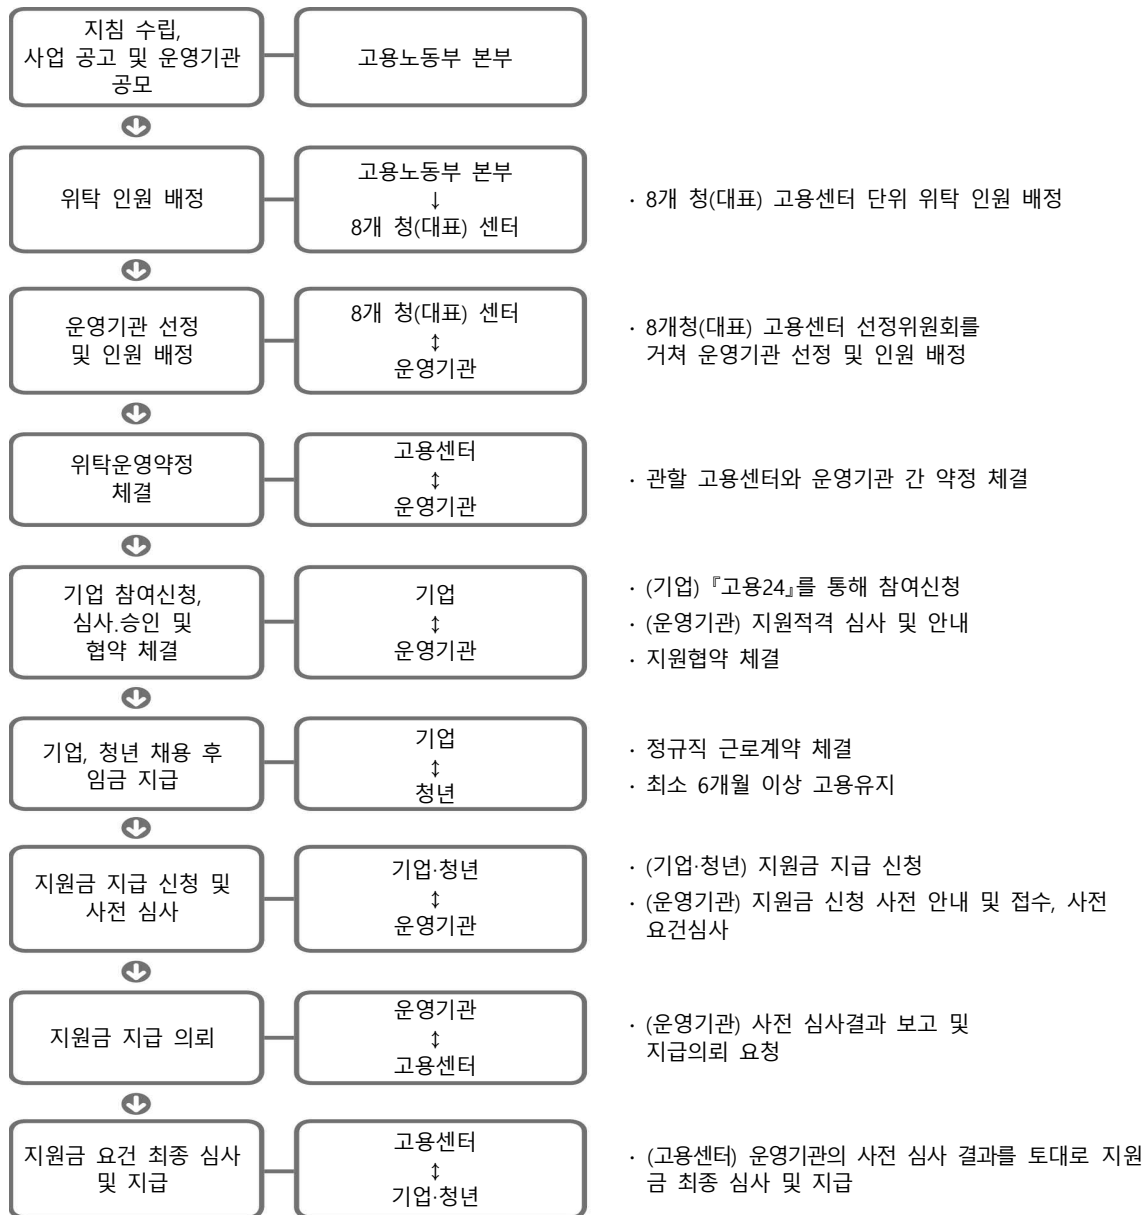 지침 수립,
사업 공고 및 운영기관
공모
고용노동부 본부
위탁 인원 배정
고용노동부 본부
↓
8개 청(대표) 센터
· 8개 청(대표) 고용센터 단위 위탁 인원 배정
운영기관 선정
및 인원 배정
8개 청(대표) 센터
↕
운영기관
· 8개청(대표) 고용센터 선정위원회를
거쳐 운영기관 선정 및 인원 배정
위탁운영약정
체결
고용센터
↕
운영기관
· 관할 고용센터와 운영기관 간 약정 체결
기업 참여신청,
심사.승인 및
협약 체결
기업
↕
운영기관
· (기업) 『고용24』를 통해 참여신청
· (운영기관) 지원적격 심사 및 안내
· 지원협약 체결
기업, 청년 채용 후
임금 지급
기업
↕
청년
· 정규직 근로계약 체결
· 최소 6개월 이상 고용유지
지원금 지급 신청 및
사전 심사
기업·청년
↕
운영기관
· (기업·청년) 지원금 지급 신청
· (운영기관) 지원금 신청 사전 안내 및 접수, 사전
요건심사
지원금 지급 의뢰
운영기관
↕
고용센터
· (운영기관) 사전 심사결과 보고 및
지급의뢰 요청
지원금 요건 최종 심사
및 지급
고용센터
↕
기업·청년
· (고용센터) 운영기관의 사전 심사 결과를 토대로 지원
금 최종 심사 및 지급